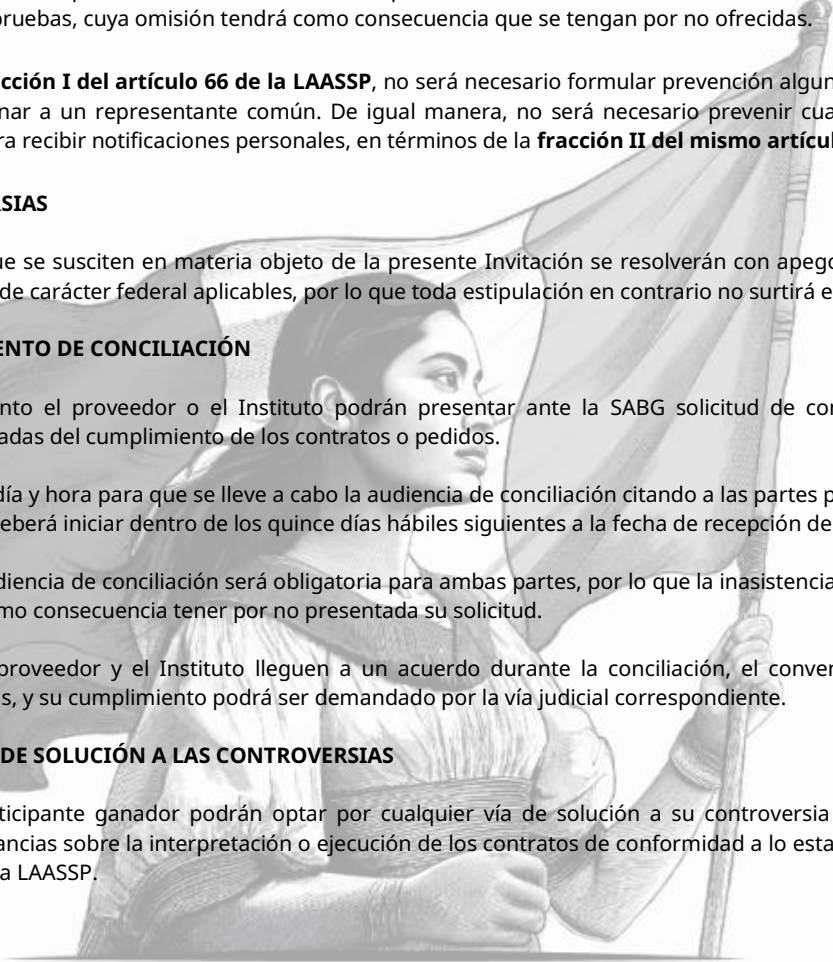 pruebas, cuya omisión tendrá como consecuencia que se tengan por no ofrecidas.
cción I del artículo 66 de la LAASSP, no será necesario formular prevención algun
nar a un representante común. De igual manera, no será necesario prevenir cua
ra recibir notificaciones personales, en términos de la fracción II del mismo artícul
SIAS
ue se susciten en materia objeto de la presente Invitación se resolverán con apego
de carácter federal aplicables, por lo que toda estipulación en contrario no surtirá e
ENTO DE CONCILIACIÓN
nto el proveedor o el Instituto podrán presentar ante la SABG solicitud de con
adas del cumplimiento de los contratos o pedidos.
día y hora para que se lleve a cabo la audiencia de conciliación citando a las partes p
eberá iniciar dentro de los quince días hábiles siguientes a la fecha de recepción de
diencia de conciliación será obligatoria para ambas partes, por lo que la inasistencia
mo consecuencia tener por no presentada su solicitud.
proveedor y el Instituto lleguen a un acuerdo durante la conciliación, el conven
s, y su cumplimiento podrá ser demandado por la vía judicial correspondiente.
DE SOLUCIÓN A LAS CONTROVERSIAS
ticipante ganador podrán optar por cualquier vía de solución a su controversia
ancias sobre la interpretación o ejecución de los contratos de conformidad a lo esta
a LAASSP.